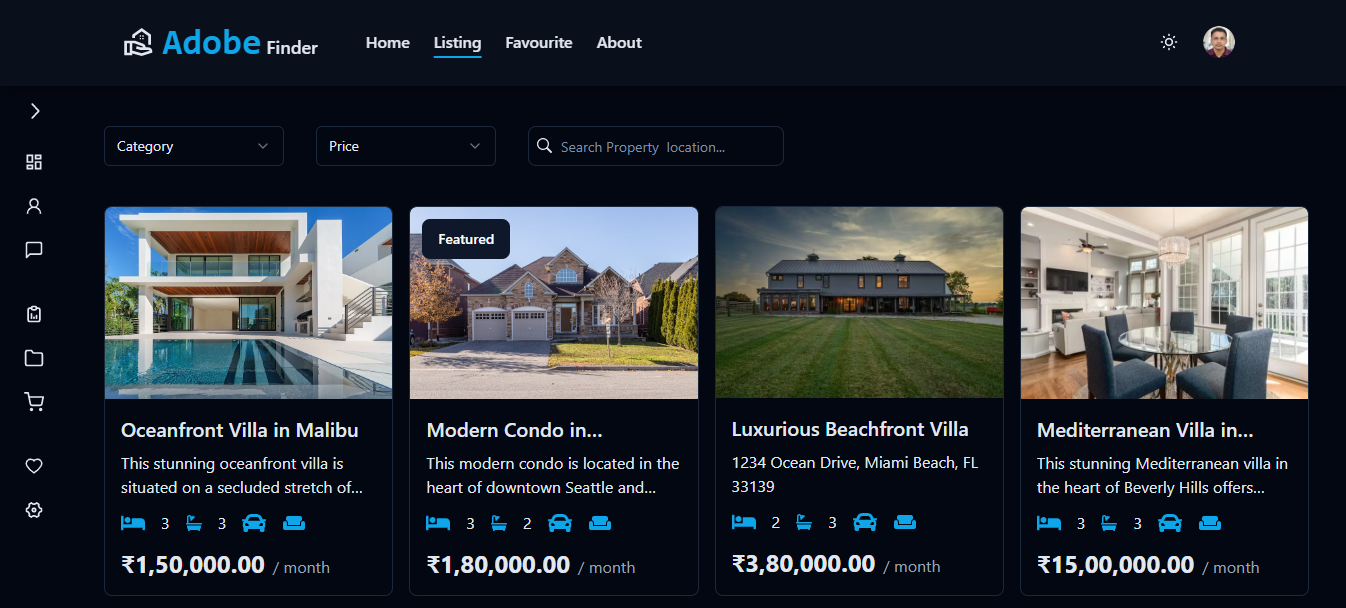 Adobe Finder
Home Listing Favourite About
Category
Price
Search Property location...
Featured
Oceanfront Villa in Malibu
This stunning oceanfront villa is
situated on a secluded stretch of...
3 3
₹1,50,000.00 / month
Modern Condo in...
This modern condo is located in the
heart of downtown Seattle and...
3 2
₹1,80,000.00 / month
Luxurious Beachfront Villa
1234 Ocean Drive, Miami Beach, FL
33139
2 3
₹3,80,000.00 / month
Mediterranean Villa in...
This stunning Mediterranean villa in
the heart of Beverly Hills offers...
3 3
₹15,00,000.00 / month